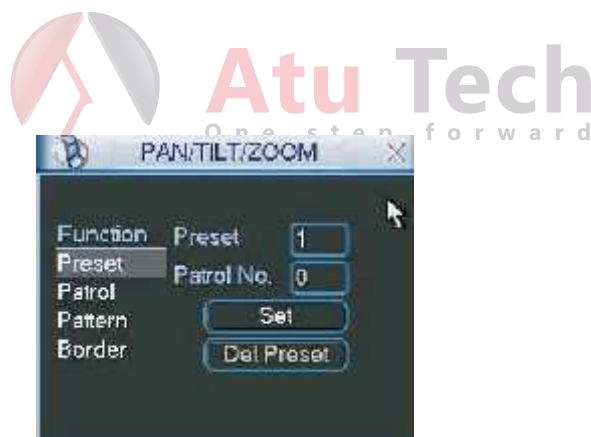 Atu Tech
One step forward
PAN/TILT/ZOOM
Function
Preset 1
Preset
Patrol No. 0
Patrol
Set
Pattern
Border
Del Preset